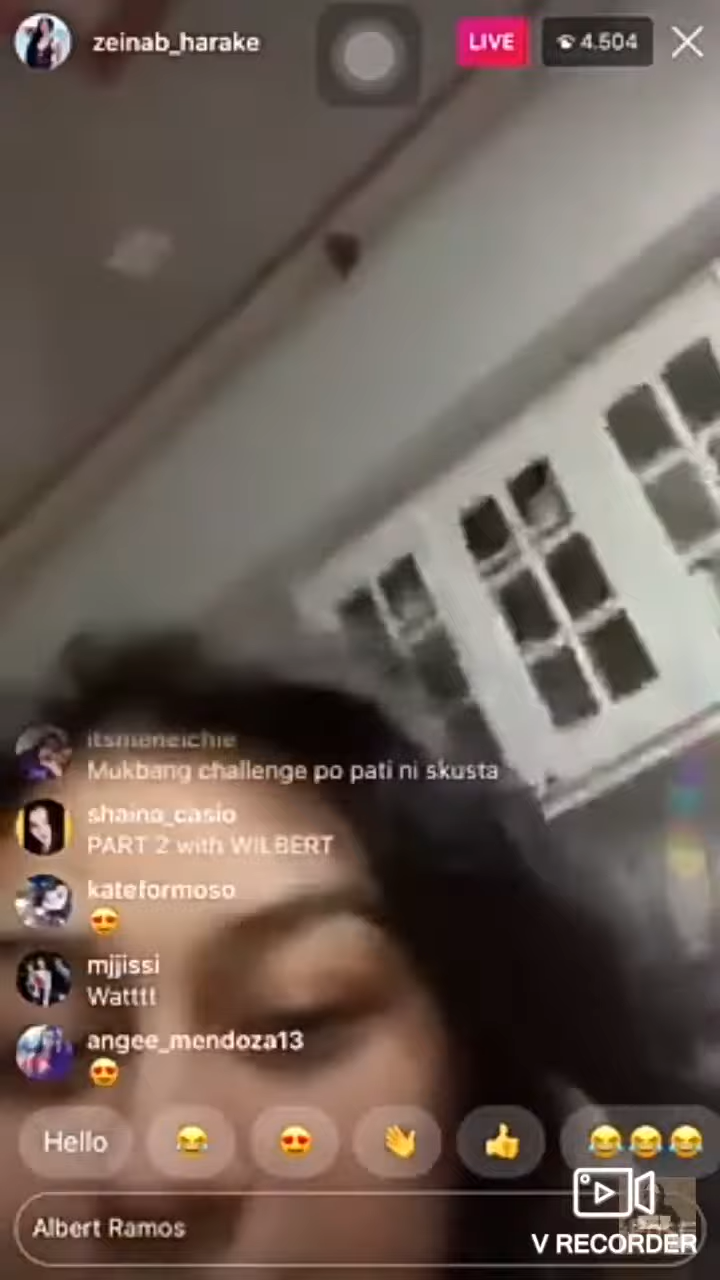 zeinab_harake
LIVE
4.504
itsmeneichie
Mukbang challenge po pati ni skusta
shaino_casio
PART 2 with WILBERT
kateformoso
😍
mjjissi
Watttt
angee_mendoza13
😍
Hello 😂 😍 👋 👍 😂😂😂
Albert Ramos
V RECORDER